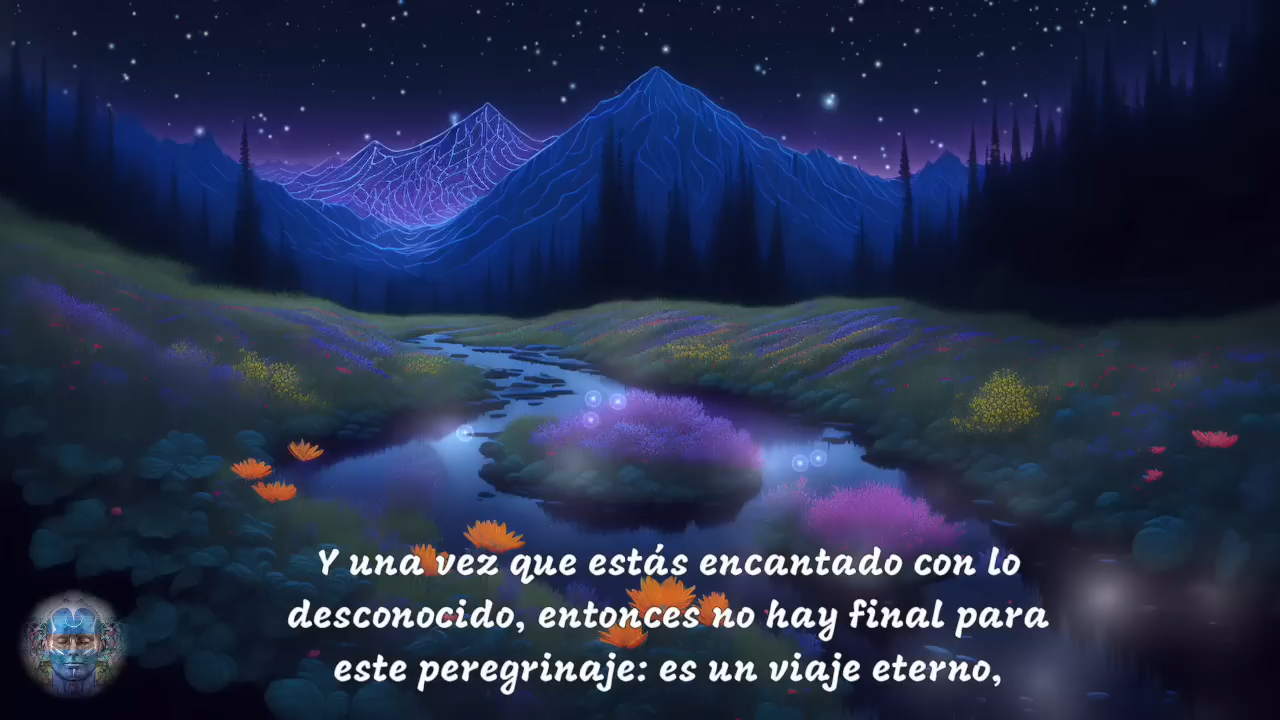 Y una vez que estás encantado con lo
desconocido, entonces no hay final para
este peregrinaje: es un viaje eterno,